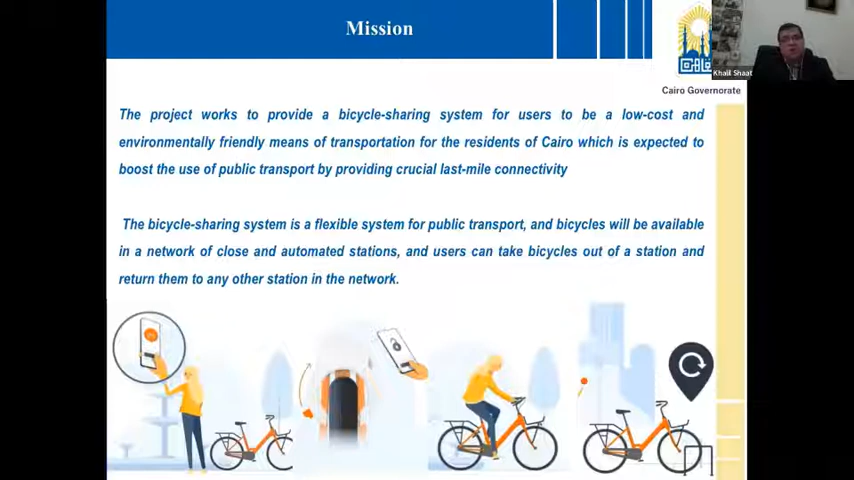 Mission
Khalil Shaat
Cairo Governorate
The project works to provide a bicycle-sharing system for users to be a low-cost and
environmentally friendly means of transportation for the residents of Cairo which is expected to
boost the use of public transport by providing crucial last-mile connectivity
The bicycle-sharing system is a flexible system for public transport, and bicycles will be available
in a network of close and automated stations, and users can take bicycles out of a station and
return them to any other station in the network.